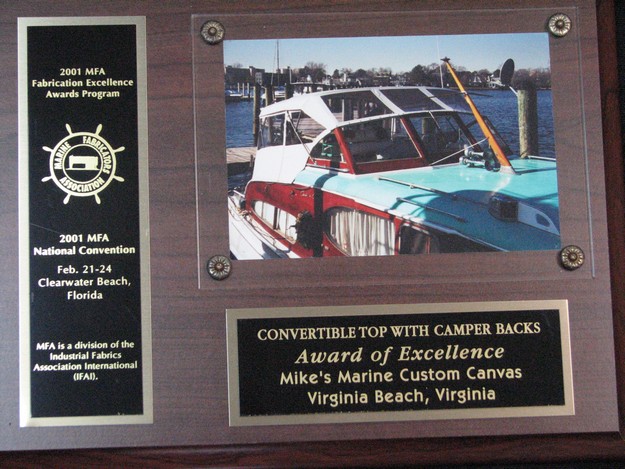 2001 MFA
Fabrication Excellence
Awards Program
MARINE FABRICATORS
ASSOCIATION
2001 MFA
National Convention
Feb. 21-24
Clearwater Beach,
Florida
MFA is a division of the
Industrial Fabrics
Association International
(IFAI).
CONVERTIBLE TOP WITH CAMPER BACKS
Award of Excellence
Mike's Marine Custom Canvas
Virginia Beach, Virginia